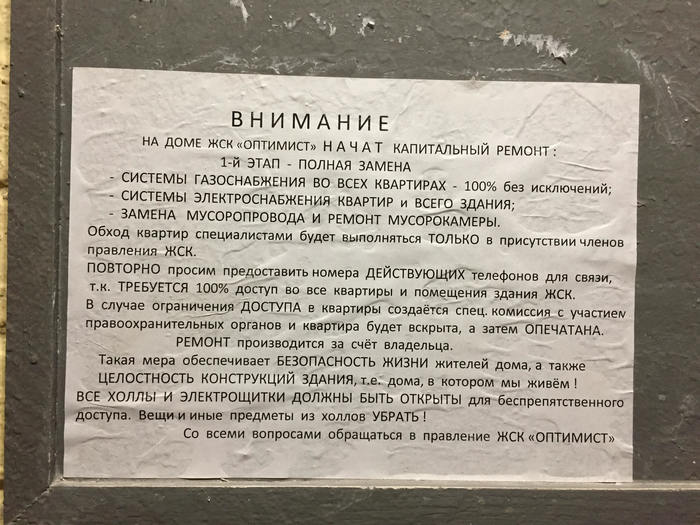 ВНИМАНИЕ
НА ДОМЕ ЖСК «ОПТИМИСТ» НАЧАТ КАПИТАЛЬНЫЙ РЕМОНТ:
1-й ЭТАП - ПОЛНАЯ ЗАМЕНА
- СИСТЕМЫ ГАЗОСНАБЖЕНИЯ ВО ВСЕХ КВАРТИРАХ - 100% без исключений;
- СИСТЕМЫ ЭЛЕКТРОСНАБЖЕНИЯ КВАРТИР и ВСЕГО ЗДАНИЯ;
- ЗАМЕНА МУСОРОПРОВОДА И РЕМОНТ МУСОРОКАМЕРЫ.
Обход квартир специалистами будет выполняться ТОЛЬКО в присутствии членов
правления ЖСК.
ПОВТОРНО просим предоставить номера ДЕЙСТВУЮЩИХ телефонов для связи,
т.к. ТРЕБУЕТСЯ 100% доступ во все квартиры и помещения здания ЖСК.
В случае ограничения ДОСТУПА в квартиры создаётся спец. комиссия с участием
правоохранительных органов и квартира будет вскрыта, а затем ОПЕЧАТАНА.
РЕМОНТ производится за счёт владельца.
Такая мера обеспечивает БЕЗОПАСНОСТЬ ЖИЗНИ жителей дома, а также
ЦЕЛОСТНОСТЬ КОНСТРУКЦИЙ ЗДАНИЯ, т.е. дома, в котором мы живём !
ВСЕ ХОЛЛЫ И ЭЛЕКТРОЩИТКИ ДОЛЖНЫ БЫТЬ ОТКРЫТЫ для беспрепятственного
доступа. Вещи и иные предметы из холлов УБРАТЬ !
Со всеми вопросами обращаться в правление ЖСК «ОПТИМИСТ»